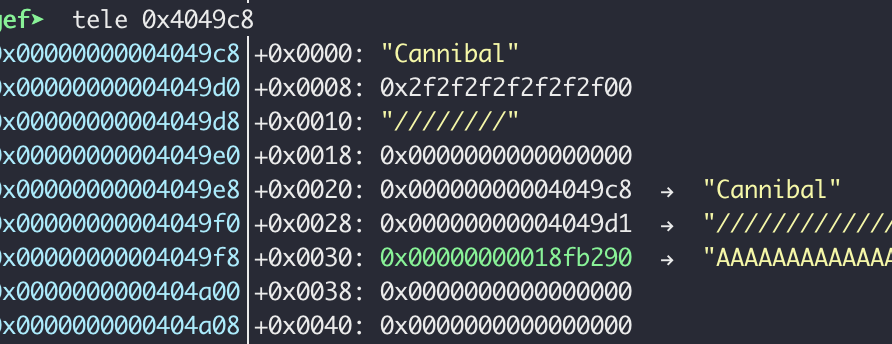 gef➤  tele 0x4049c8
0x00000000004049c8│+0x0000: "Cannibal"
0x00000000004049d0│+0x0008: 0x2f2f2f2f2f2f2f00
0x00000000004049d8│+0x0010: "////////"
0x00000000004049e0│+0x0018: 0x0000000000000000
0x00000000004049e8│+0x0020: 0x00000000004049c8  →  "Cannibal"
0x00000000004049f0│+0x0028: 0x00000000004049d1  →  "/////////////
0x00000000004049f8│+0x0030: 0x00000000018fb290  →  "AAAAAAAAAAAAA
0x0000000000404a00│+0x0038: 0x0000000000000000
0x0000000000404a08│+0x0040: 0x0000000000000000